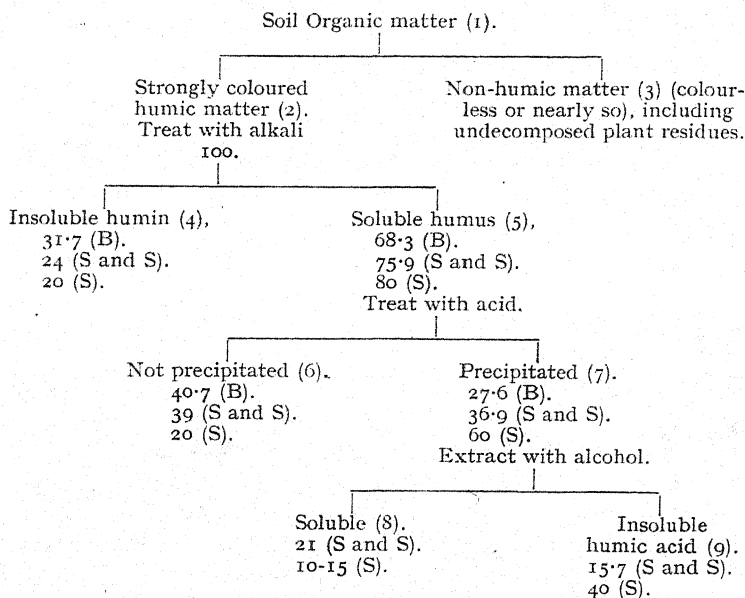 Soil Organic matter (1).
Strongly coloured
humic matter (2).
Treat with alkali
100.
Non-humic matter (3) (colour-
less or nearly so), including
undecomposed plant residues.
Insoluble humin (4),
31·7 (B).
24 (S and S).
20 (S).
Soluble humus (5),
68·3 (B).
75·9 (S and S).
80 (S).
Treat with acid.
Not precipitated (6).
40·7 (B).
39 (S and S).
20 (S).
Precipitated (7).
27·6 (B).
36·9 (S and S).
60 (S).
Extract with alcohol.
Soluble (8).
21 (S and S).
10-15 (S).
Insoluble
humic acid (9).
15·7 (S and S).
40 (S).